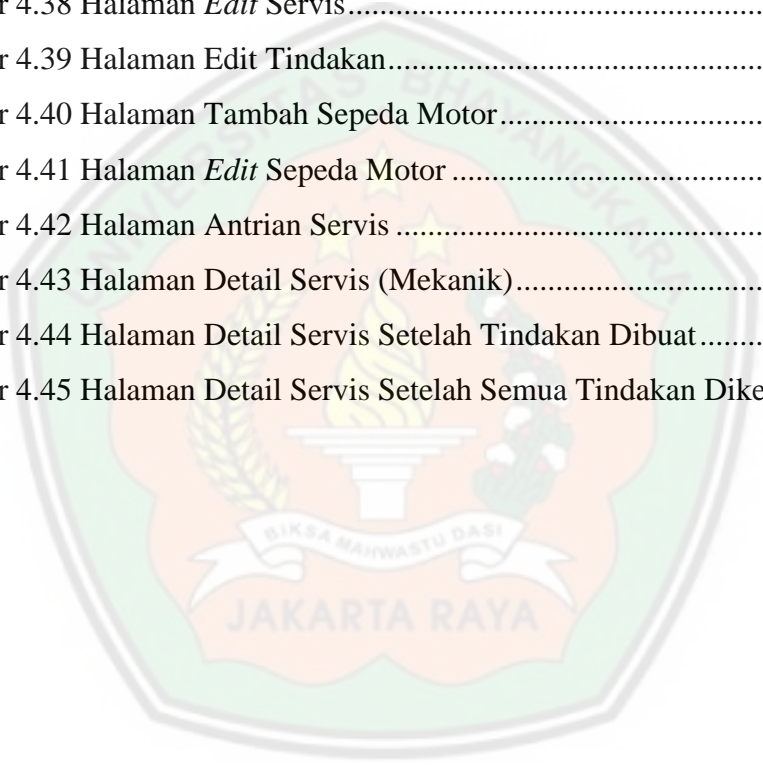 r 4.38 Halaman Edit Servis....................................................
r 4.39 Halaman Edit Tindakan................................................
r 4.40 Halaman Tambah Sepeda Motor...................................
r 4.41 Halaman Edit Sepeda Motor.........................................
r 4.42 Halaman Antrian Servis................................................
r 4.43 Halaman Detail Servis (Mekanik).................................
r 4.44 Halaman Detail Servis Setelah Tindakan Dibuat........
r 4.45 Halaman Detail Servis Setelah Semua Tindakan Dike
UNIVERSITAS BHAYANGKARA
BIKSA MAHWASTU DASI
JAKARTA RAYA